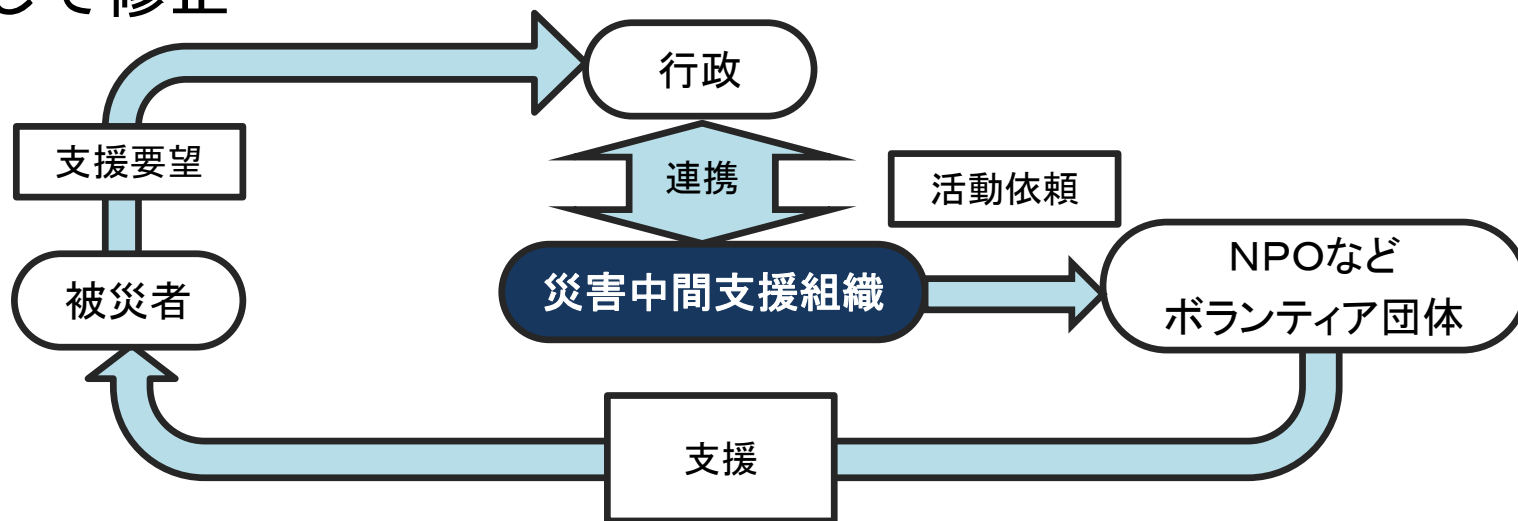 して修正
行政
支援要望
連携
活動依頼
被災者
災害中間支援組織
NPOなど
ボランティア団体
支援